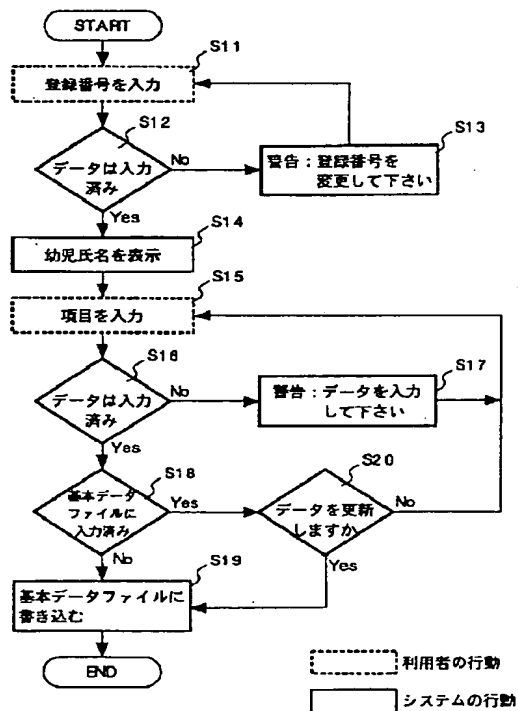 START
S11
登録番号を入力
S12
データは入力
済み
No
Yes
S13
警告：登録番号を
変更して下さい
S14
幼児氏名を表示
S15
項目を入力
S16
データは入力
済み
No
Yes
S17
警告：データを入力
して下さい
S18
基本データ
ファイルに
入力済み
Yes
No
S20
データを更新
しますか
No
Yes
S19
基本データファイルに
書き込む
END
利用者の行動
システムの行動